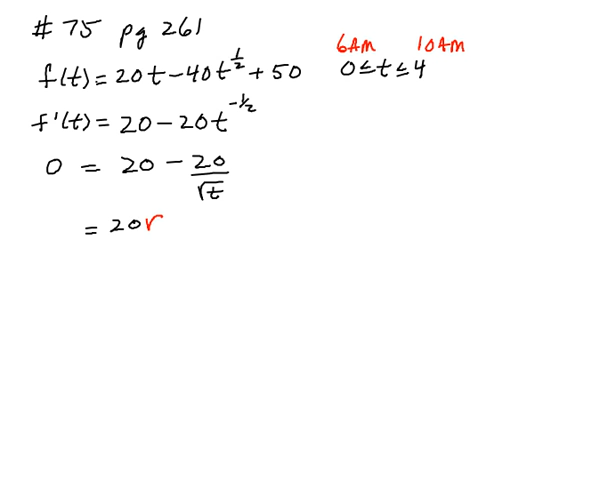 # 75 pg 261
6AM 10AM
f(t) = 20t - 40t^{1/2} + 50 0 ≤ t ≤ 4
f'(t) = 20 - 20t^{-1/2}
0 = 20 - 20/√t
= 20r